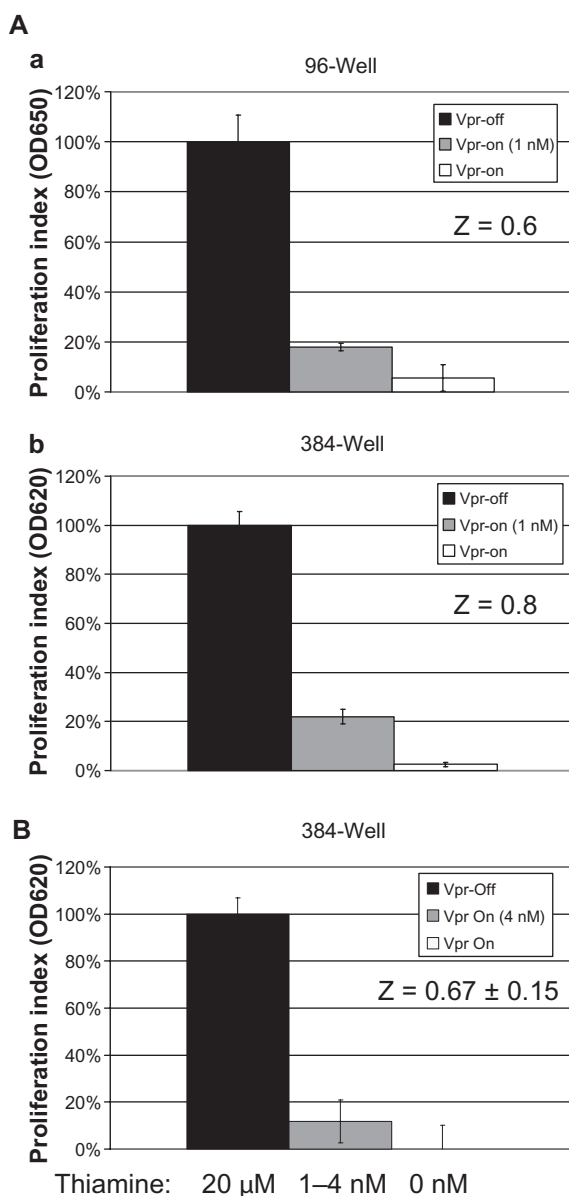 A
a
96-Well
Proliferation index (OD650)
120%
100%
80%
60%
40%
20%
0%
Vpr-off
Vpr-on (1 nM)
Vpr-on
Z = 0.6
b
384-Well
Proliferation index (OD620)
120%
100%
80%
60%
40%
20%
0%
Vpr-off
Vpr-on (1 nM)
Vpr-on
Z = 0.8
B
384-Well
Proliferation index (OD620)
120%
100%
80%
60%
40%
20%
0%
Vpr-Off
Vpr On (4 nM)
Vpr On
Z = 0.67 ± 0.15
Thiamine: 20 µM 1–4 nM 0 nM